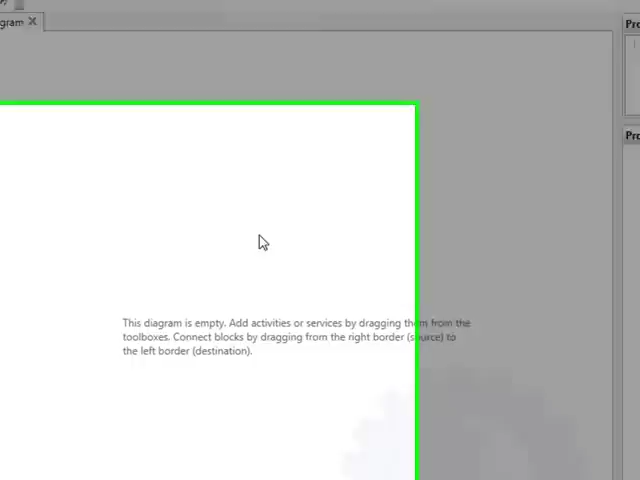 gram
Pro
Pro
This diagram is empty. Add activities or services by dragging them from the
toolboxes. Connect blocks by dragging from the right border (source) to
the left border (destination).